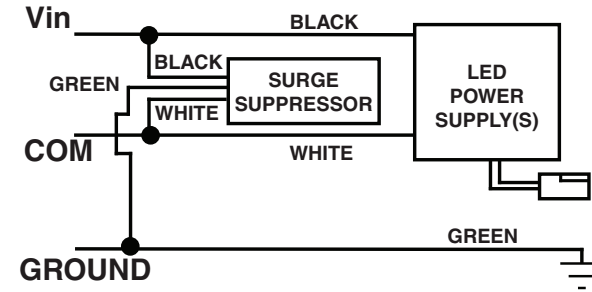 Vin
BLACK
BLACK
GREEN
SURGE
SUPPRESSOR
LED
POWER
SUPPLY(S)
WHITE
COM
WHITE
GREEN
GROUND